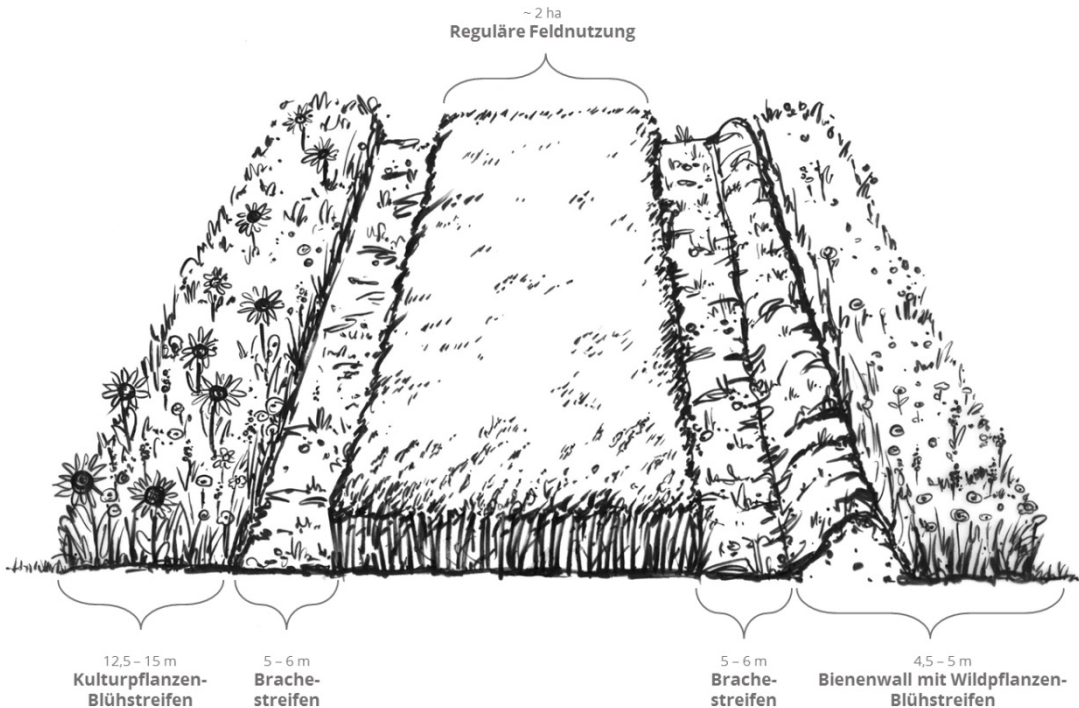 ~ 2 ha
Reguläre Feldnutzung
12,5 – 15 m
Kulturpflanzen-
Blühstreifen
5 – 6 m
Brache-
streifen
5 – 6 m
Brache-
streifen
4,5 – 5 m
Bienenwall mit Wildpflanzen-
Blühstreifen